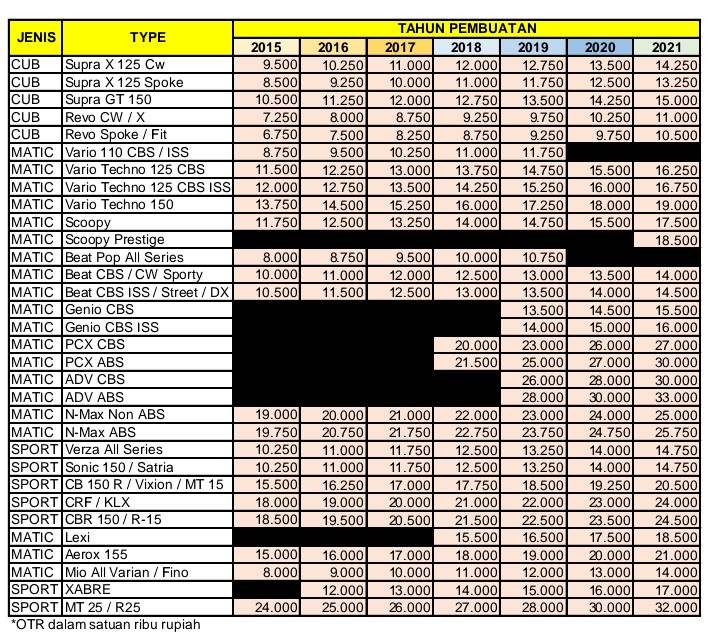 JENIS TYPE TAHUN PEMBUATAN
2015 2016 2017 2018 2019 2020 2021
CUB Supra X 125 Cw 9.500 10.250 11.000 12.000 12.750 13.500 14.250
CUB Supra X 125 Spoke 8.500 9.250 10.000 11.000 11.750 12.500 13.250
CUB Supra GT 150 10.500 11.250 12.000 12.750 13.500 14.250 15.000
CUB Revo CW / X 7.250 8.000 8.750 9.250 9.750 10.250 11.000
CUB Revo Spoke / Fit 6.750 7.500 8.250 8.750 9.250 9.750 10.500
MATIC Vario 110 CBS / ISS 8.750 9.500 10.250 11.000 11.750
MATIC Vario Techno 125 CBS 11.500 12.250 13.000 13.750 14.750 15.500 16.250
MATIC Vario Techno 125 CBS ISS 12.000 12.750 13.500 14.250 15.250 16.000 16.750
MATIC Vario Techno 150 13.750 14.500 15.250 16.000 17.250 18.000 19.000
MATIC Scoopy 11.750 12.500 13.250 14.000 14.750 15.500 17.500
MATIC Scoopy Prestige 18.500
MATIC Beat Pop All Series 8.000 8.750 9.500 10.000 10.750
MATIC Beat CBS / CW Sporty 10.000 11.000 12.000 12.500 13.000 13.500 14.000
MATIC Beat CBS ISS / Street / DX 10.500 11.500 12.500 13.000 13.500 14.000 14.500
MATIC Genio CBS 13.500 14.500 15.500
MATIC Genio CBS ISS 14.000 15.000 16.000
MATIC PCX CBS 20.000 23.000 26.000 27.000
MATIC PCX ABS 21.500 25.000 27.000 30.000
MATIC ADV CBS 26.000 28.000 30.000
MATIC ADV ABS 28.000 30.000 33.000
MATIC N-Max Non ABS 19.000 20.000 21.000 22.000 23.000 24.000 25.000
MATIC N-Max ABS 19.750 20.750 21.750 22.750 23.750 24.750 25.750
SPORT Verza All Series 10.250 11.000 11.750 12.500 13.250 14.000 14.750
SPORT Sonic 150 / Satria 10.250 11.000 11.750 12.500 13.250 14.000 14.750
SPORT CB 150 R / Vixion / MT 15 15.500 16.250 17.000 17.750 18.500 19.250 20.500
SPORT CRF / KLX 18.000 19.000 20.000 21.000 22.000 23.000 24.000
SPORT CBR 150 / R-15 18.500 19.500 20.500 21.500 22.500 23.500 24.500
MATIC Lexi 15.500 16.500 17.500 18.500
MATIC Aerox 155 15.000 16.000 17.000 18.000 19.000 20.000 21.000
MATIC Mio All Varian / Fino 8.000 9.000 10.000 11.000 12.000 13.000 14.000
SPORT XABRE 12.000 13.000 14.000 15.000 16.000 17.000
SPORT MT 25 / R25 24.000 25.000 26.000 27.000 28.000 30.000 32.000
*OTR dalam satuan ribu rupiah